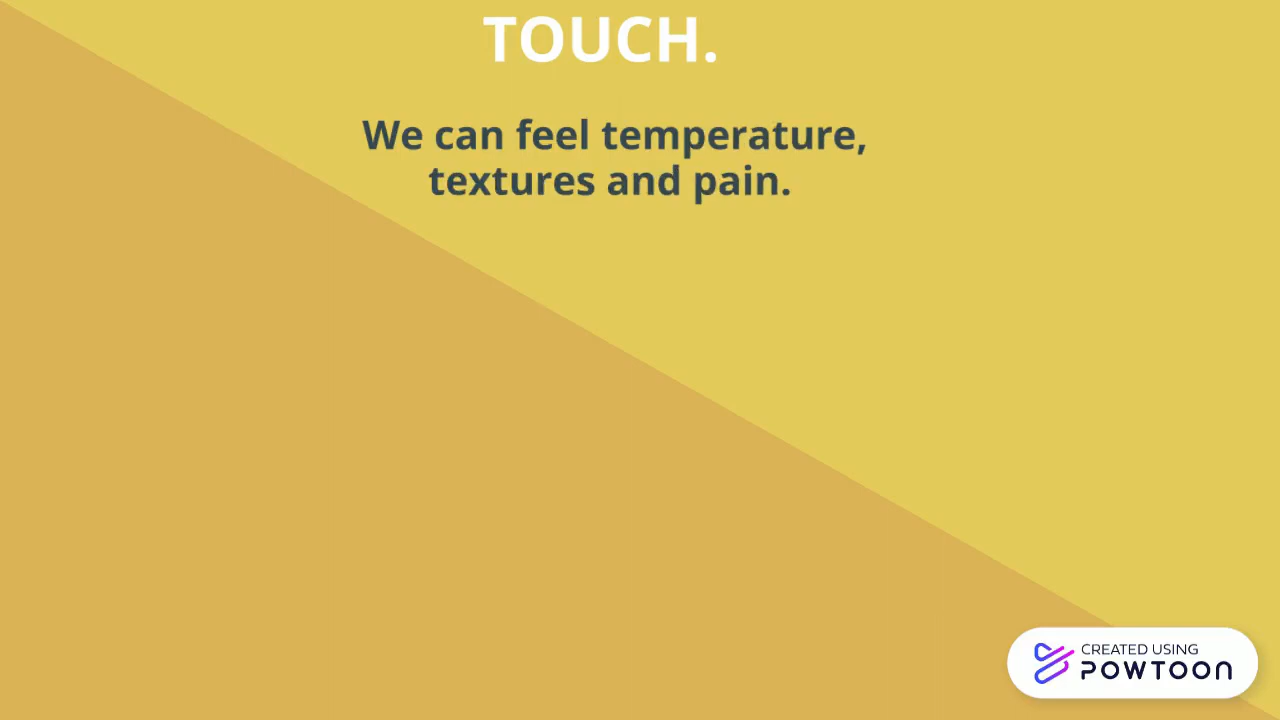 TOUCH.
We can feel temperature,
textures and pain.
CREATED USING
POWTOON